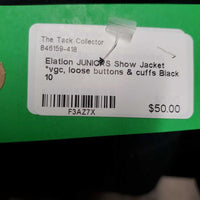 The Tack Collector
846159-418
Elation JUNIORS Show Jacket
*vgc, loose buttons & cuffs Black
10
$50.00
F3AZ7X